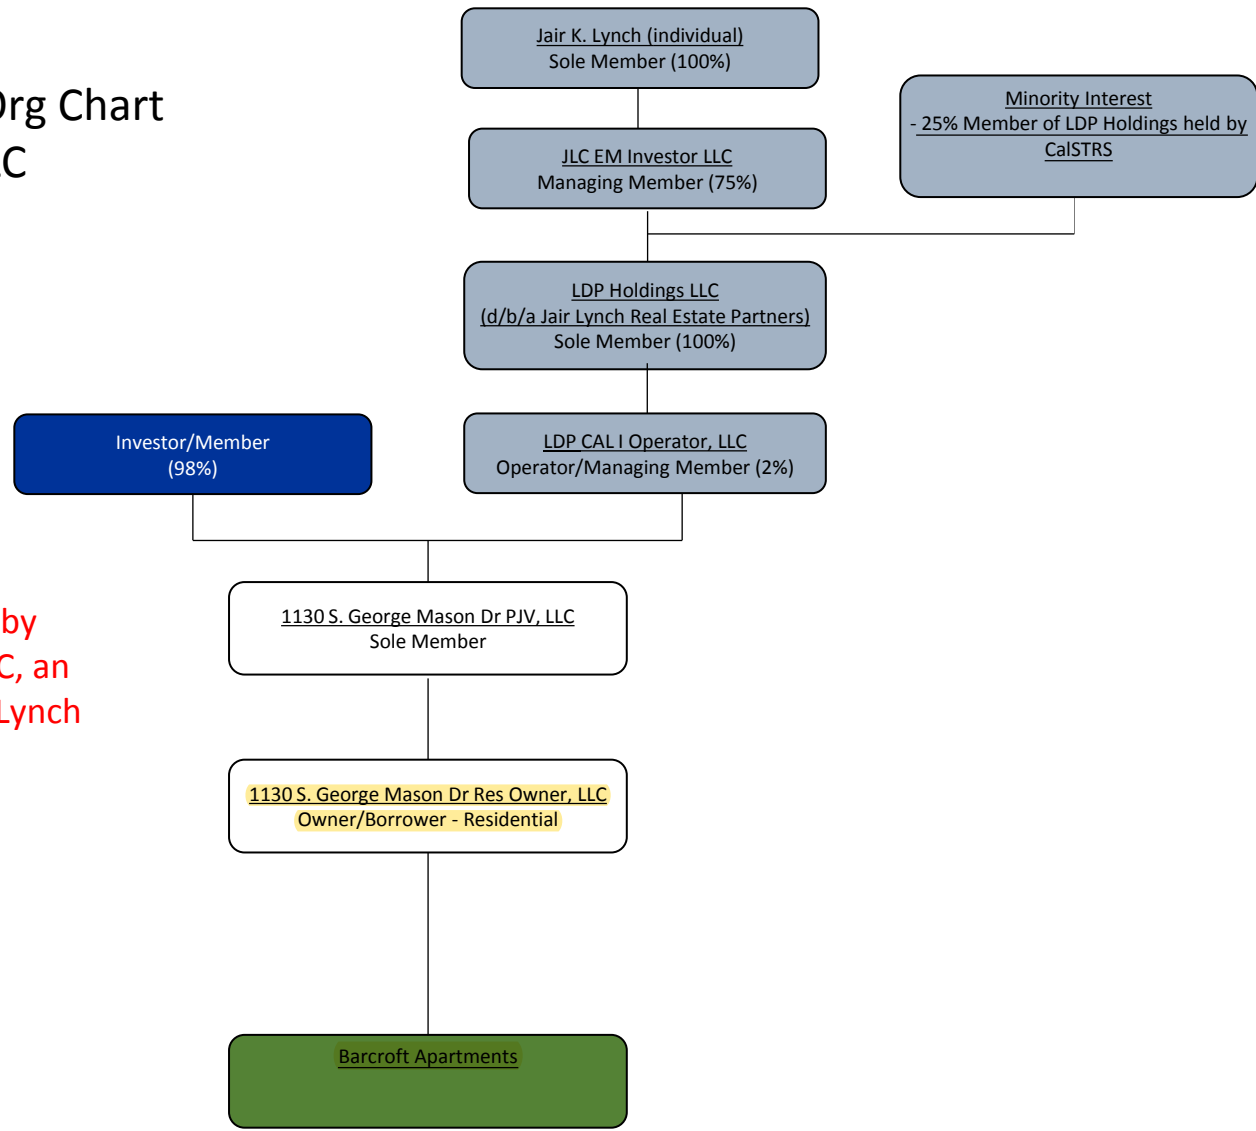 Org Chart
LC
Jair K. Lynch (individual)
Sole Member (100%)
Minority Interest
- 25% Member of LDP Holdings held by
CalSTRS
JLC EM Investor LLC
Managing Member (75%)
LDP Holdings LLC
(d/b/a Jair Lynch Real Estate Partners)
Sole Member (100%)
Investor/Member
(98%)
LDP CAL I Operator, LLC
Operator/Managing Member (2%)
1130 S. George Mason Dr PJV, LLC
Sole Member
by
C, an
Lynch
1130 S. George Mason Dr Res Owner, LLC
Owner/Borrower - Residential
Barcroft Apartments